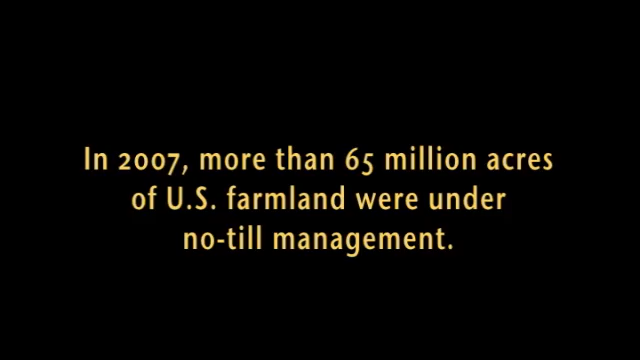 In 2007, more than 65 million acres
of U.S. farmland were under
no-till management.